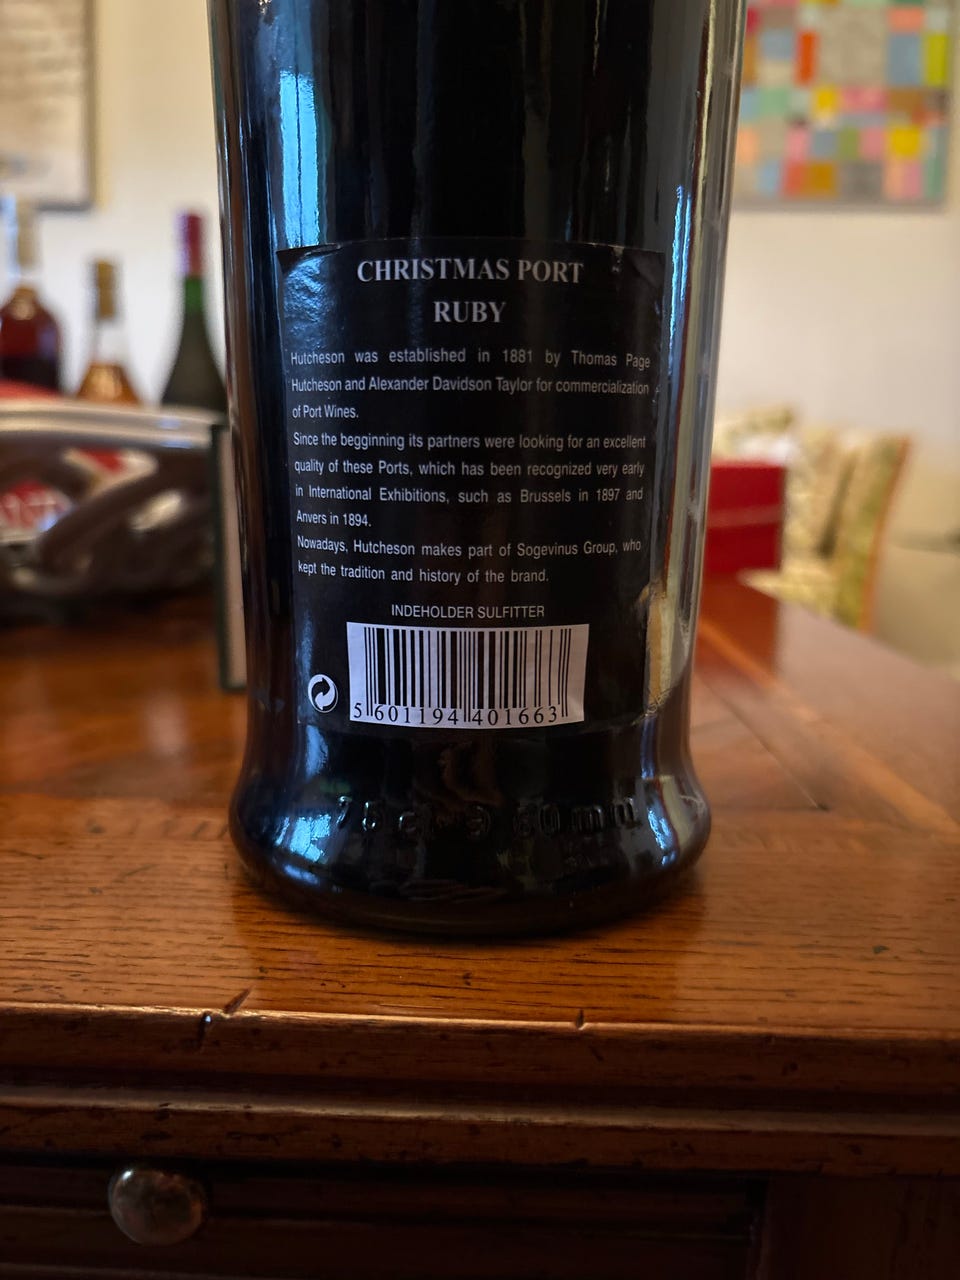 CHRISTMAS PORT
RUBY
Hutcheson was established in 1881 by Thomas Page
Hutcheson and Alexander Davidson Taylor for commercialization
of Port Wines.
Since the begginning its partners were looking for an excellent
quality of these Ports, which has been recognized very early
in International Exhibitions, such as Brussels in 1897 and
Anvers in 1894.
Nowadays, Hutcheson makes part of Sogevinus Group, who
kept the tradition and history of the brand.
INDEHOLDER SULFITTER
5 601194 401663